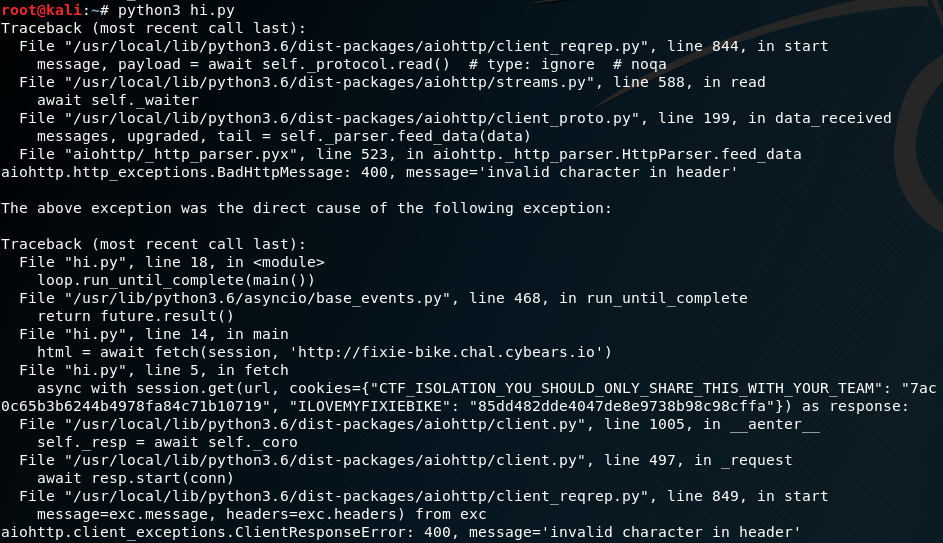 root@kali:~# python3 hi.py
Traceback (most recent call last):
  File "/usr/local/lib/python3.6/dist-packages/aiohttp/client_reqrep.py", line 844, in start
    message, payload = await self._protocol.read()  # type: ignore  # noqa
  File "/usr/local/lib/python3.6/dist-packages/aiohttp/streams.py", line 588, in read
    await self._waiter
  File "/usr/local/lib/python3.6/dist-packages/aiohttp/client_proto.py", line 199, in data_received
    messages, upgraded, tail = self._parser.feed_data(data)
  File "aiohttp/_http_parser.pyx", line 523, in aiohttp._http_parser.HttpParser.feed_data
aiohttp.http_exceptions.BadHttpMessage: 400, message='invalid character in header'

The above exception was the direct cause of the following exception:

Traceback (most recent call last):
  File "hi.py", line 18, in <module>
    loop.run_until_complete(main())
  File "/usr/lib/python3.6/asyncio/base_events.py", line 468, in run_until_complete
    return future.result()
  File "hi.py", line 14, in main
    html = await fetch(session, 'http://fixie-bike.chal.cybears.io')
  File "hi.py", line 5, in fetch
    async with session.get(url, cookies={"CTF_ISOLATION_YOU_SHOULD_ONLY_SHARE_THIS_WITH_YOUR_TEAM": "7ac
0c65b3b6244b4978fa84c71b10719", "ILOVEMYFIXIEBIKE": "85dd482dde4047de8e9738b98c98cffa"}) as response:
  File "/usr/local/lib/python3.6/dist-packages/aiohttp/client.py", line 1005, in __aenter__
    self._resp = await self._coro
  File "/usr/local/lib/python3.6/dist-packages/aiohttp/client.py", line 497, in _request
    await resp.start(conn)
  File "/usr/local/lib/python3.6/dist-packages/aiohttp/client_reqrep.py", line 849, in start
    message=exc.message, headers=exc.headers) from exc
aiohttp.client_exceptions.ClientResponseError: 400, message='invalid character in header'